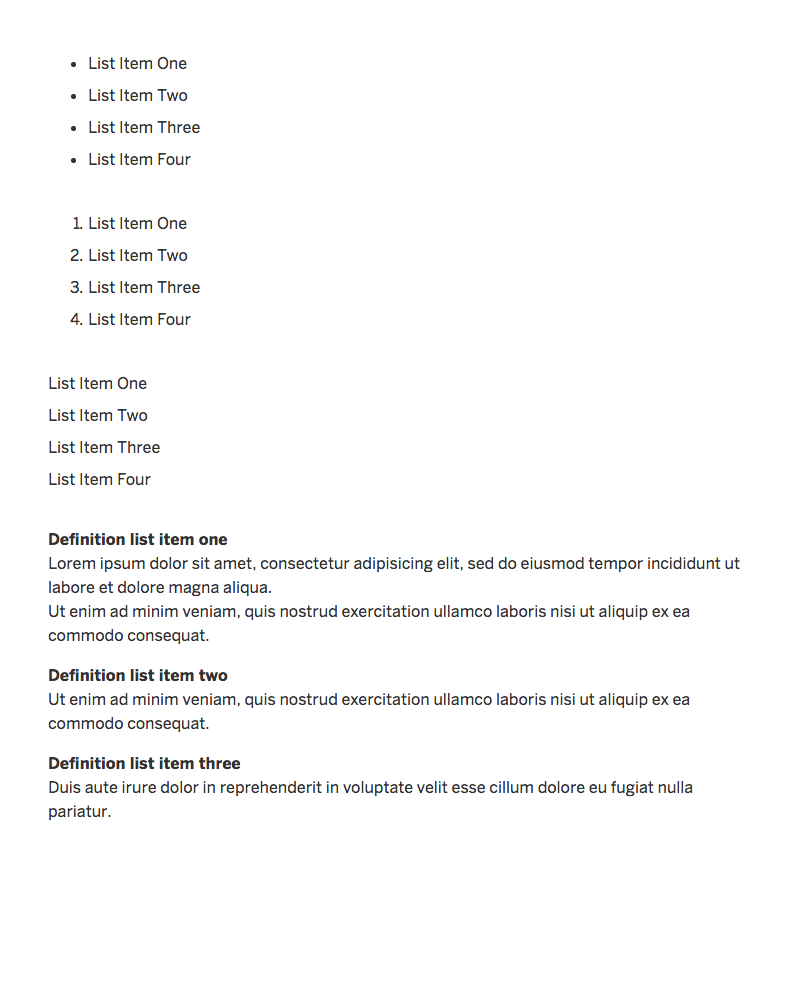 • List Item One
• List Item Two
• List Item Three
• List Item Four
1. List Item One
2. List Item Two
3. List Item Three
4. List Item Four
List Item One
List Item Two
List Item Three
List Item Four
Definition list item one
Lorem ipsum dolor sit amet, consectetur adipisicing elit, sed do eiusmod tempor incididunt ut
labore et dolore magna aliqua.
Ut enim ad minim veniam, quis nostrud exercitation ullamco laboris nisi ut aliquip ex ea
commodo consequat.
Definition list item two
Ut enim ad minim veniam, quis nostrud exercitation ullamco laboris nisi ut aliquip ex ea
commodo consequat.
Definition list item three
Duis aute irure dolor in reprehenderit in voluptate velit esse cillum dolore eu fugiat nulla
pariatur.